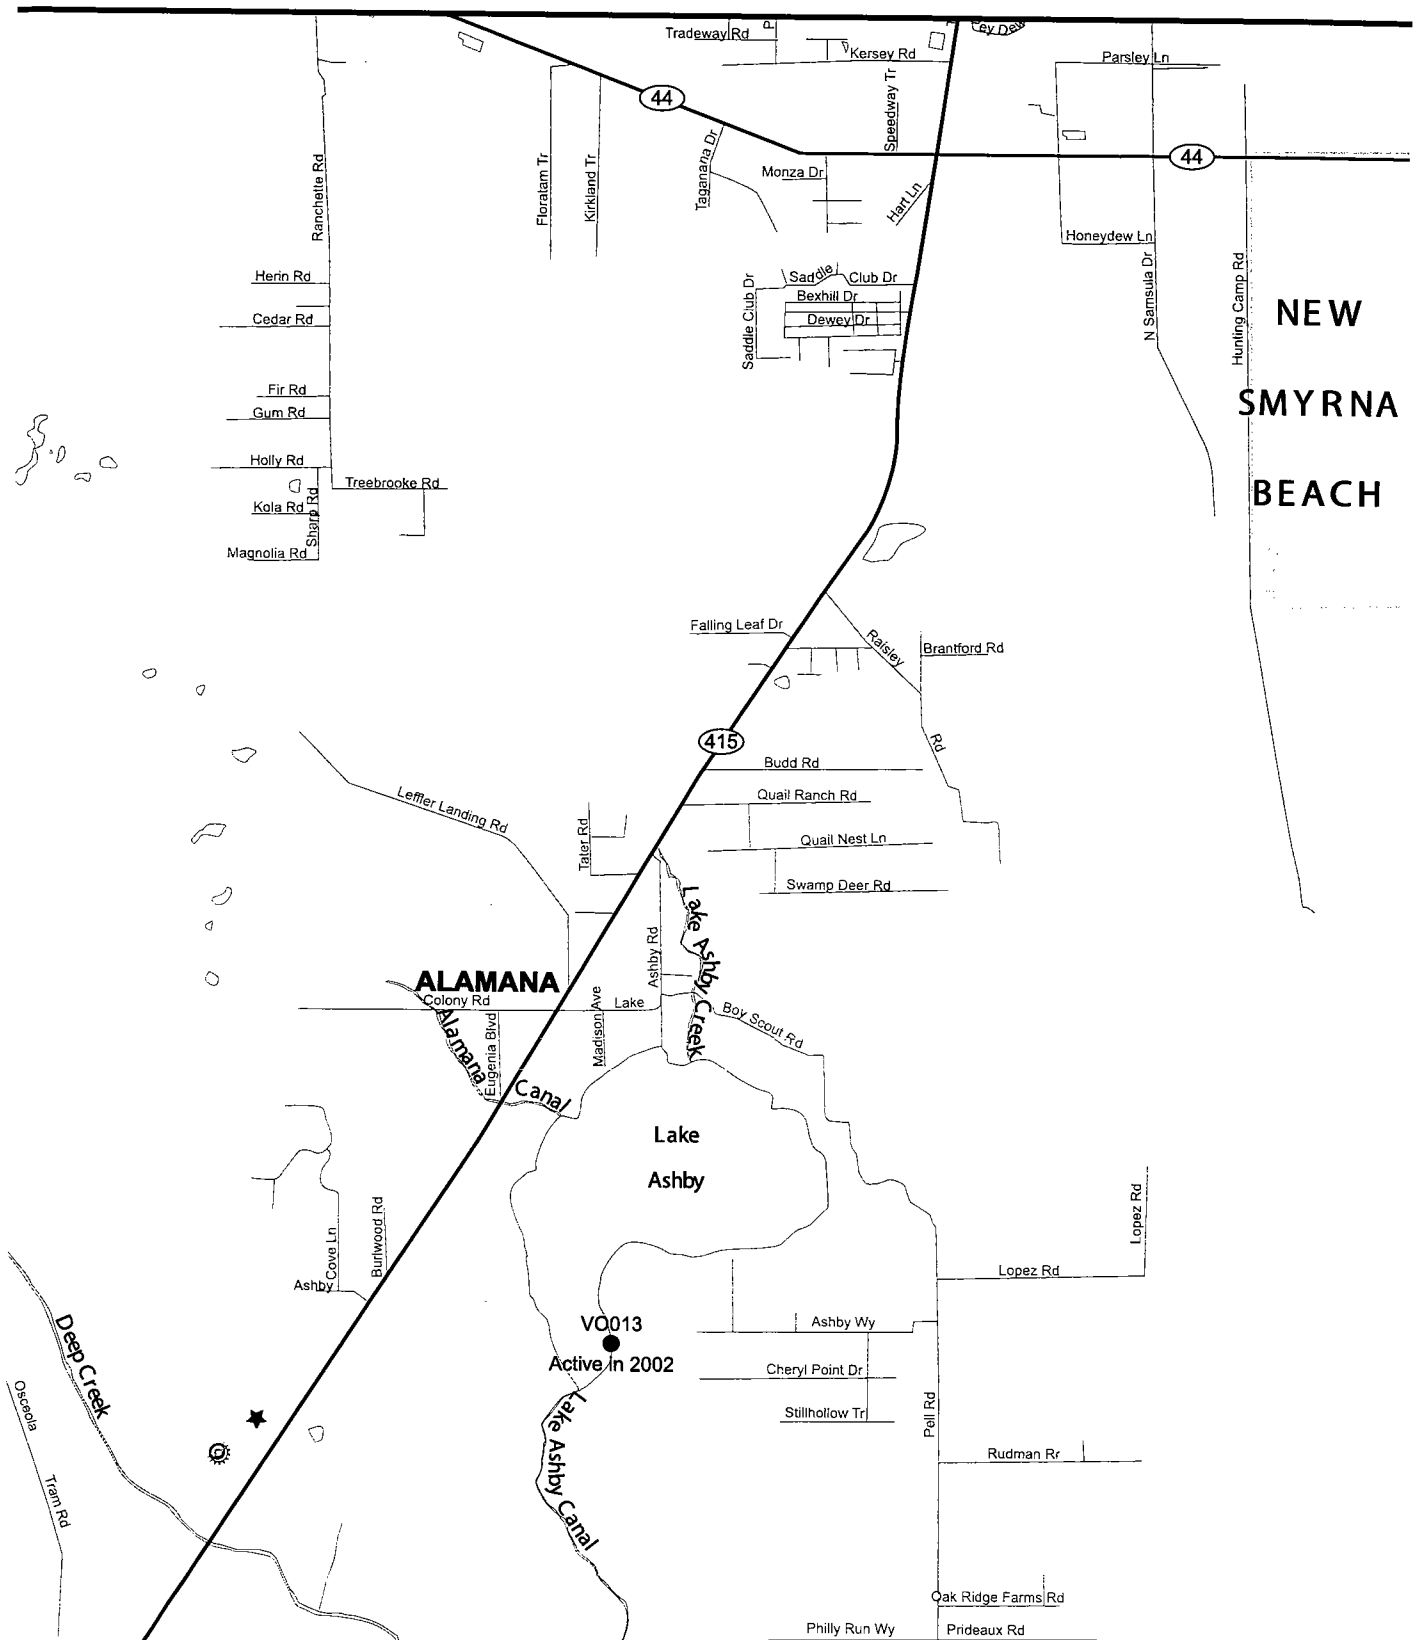 Tradeway Rd
Kersey Rd
Parsley Ln
44
Speedway Tr
44
Ranchette Rd
Floratam Tr
Kirkland Tr
Taganana Dr
Monza Dr
Hart Ln
Honeydew Ln
N Samsula Dr
Hunting Camp Rd
Herin Rd
Cedar Rd
Saddle Club Dr
Saddle Club Dr
Bexhill Dr
Dewey Dr
NEW
SMYRNA
BEACH
Fir Rd
Gum Rd
Holly Rd
Treebrooke Rd
Kola Rd
Sharp Rd
Magnolia Rd
Falling Leaf Dr
Raisley
Rd
Brantford Rd
415
Budd Rd
Quail Ranch Rd
Leffler Landing Rd
Tater Rd
Quail Nest Ln
Swamp Deer Rd
Lake Ashby Creek
Ashby Rd
ALAMANA
Colony Rd
Lake
Madison Ave
Boy Scout Rd
Eugenia Blvd
Alamana
Canal
Lake
Ashby
Burlwood Rd
Cove Ln
Ashby
Lopez Rd
Lopez Rd
VO013
Active in 2002
Ashby Wy
Cheryl Point Dr
Stillhollow Tr
Pell Rd
Deep Creek
Osceola
Tram Rd
Lake Ashby Canal
Rudman Rr
Oak Ridge Farms Rd
Philly Run Wy
Prideaux Rd